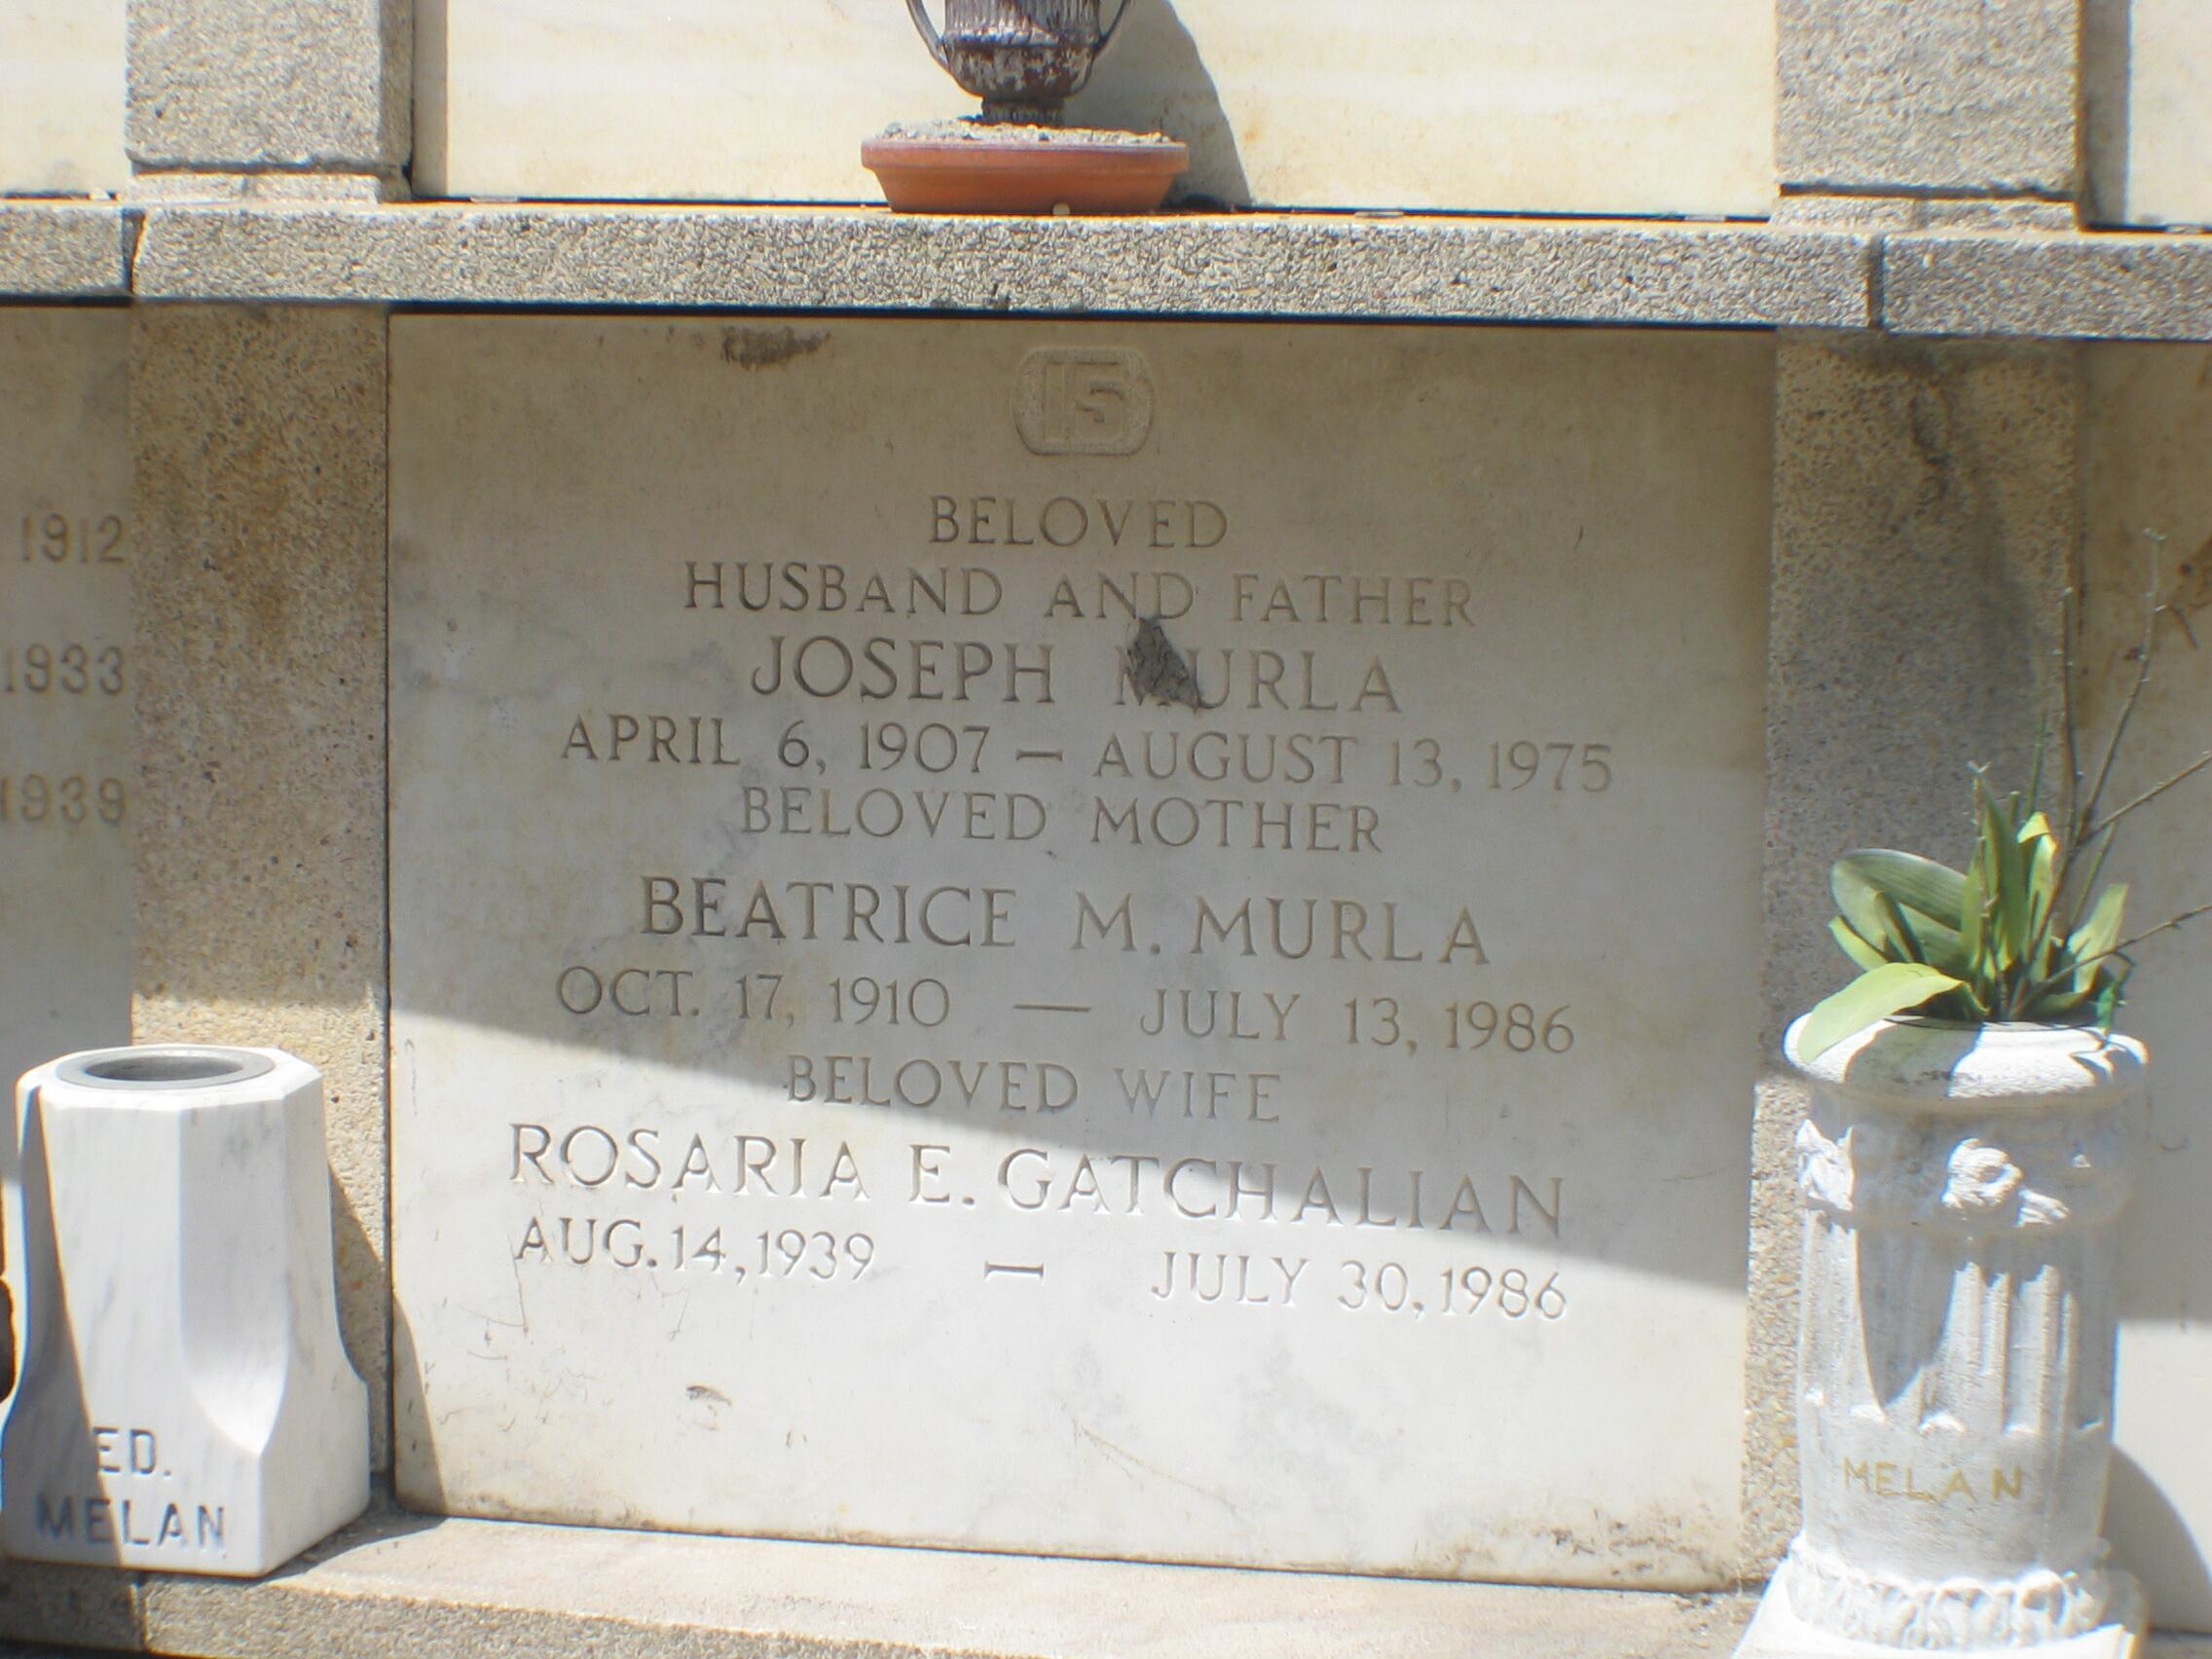 15
BELOVED
HUSBAND AND FATHER
JOSEPH MURLA
APRIL 6, 1907 — AUGUST 13, 1975
BELOVED MOTHER
BEATRICE M. MURLA
OCT. 17, 1910 — JULY 13, 1986
BELOVED WIFE
ROSARIA E. GATCHALIAN
AUG. 14, 1939 — JULY 30, 1986
1912
1933
1939
ED.
MELAN
MELAN